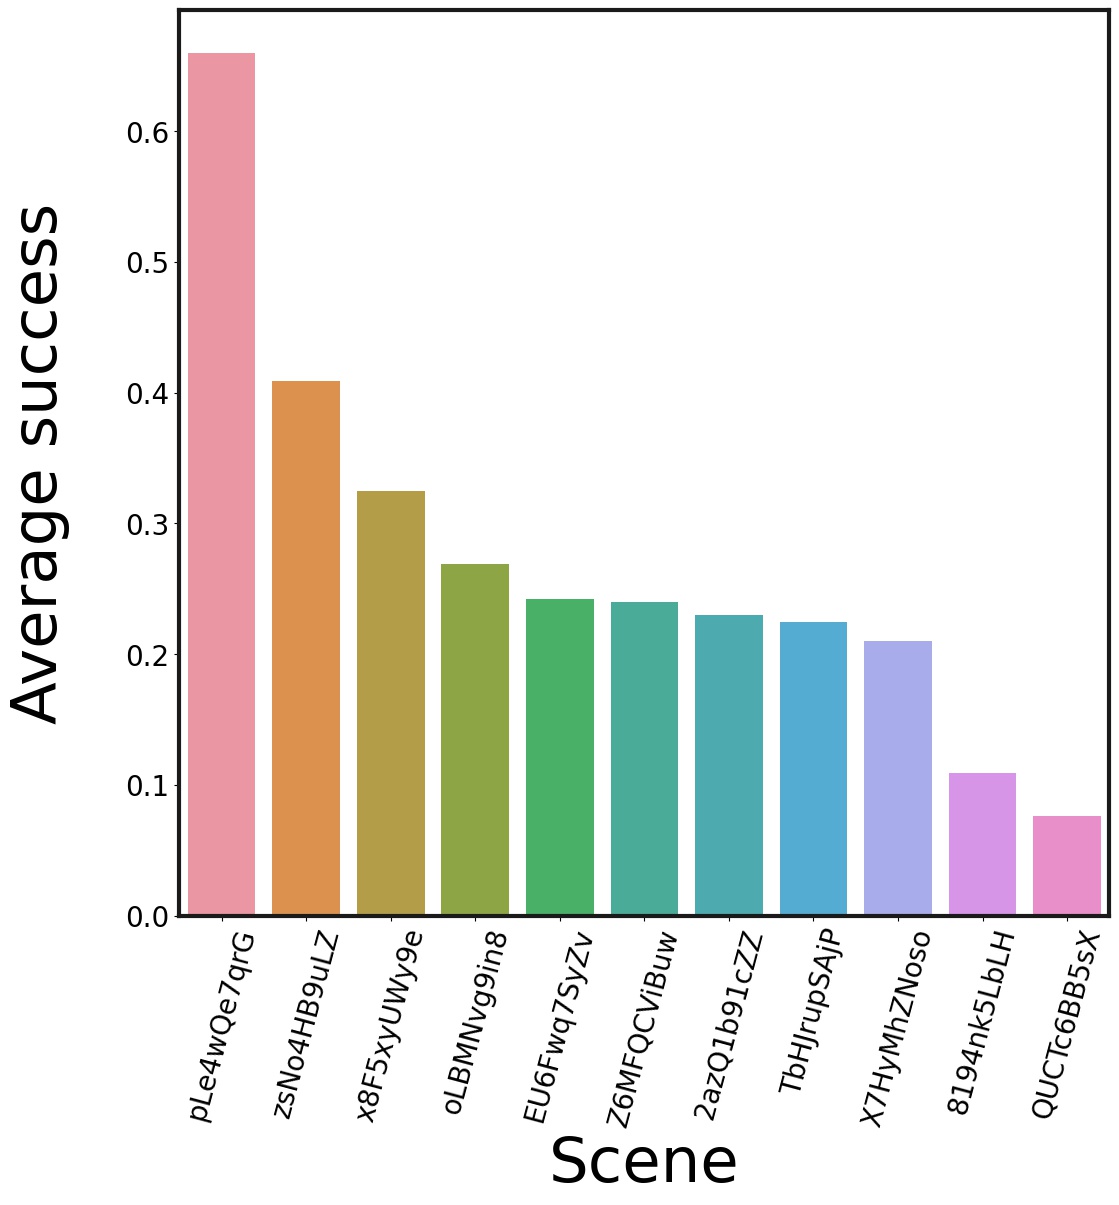 Average success
0.6
0.5
0.4
0.3
0.2
0.1
0.0
pLe4wQe7qrG
zsNo4HB9uLZ
x8F5xyUWy9e
oLBMNvg9in8
EU6Fwq7SyZv
Z6MFQCViBuw
2azQ1b91cZZ
TbHJrupSAjP
X7HyMhZNoso
8194nk5LbLH
QUCTc6BB5sX
Scene